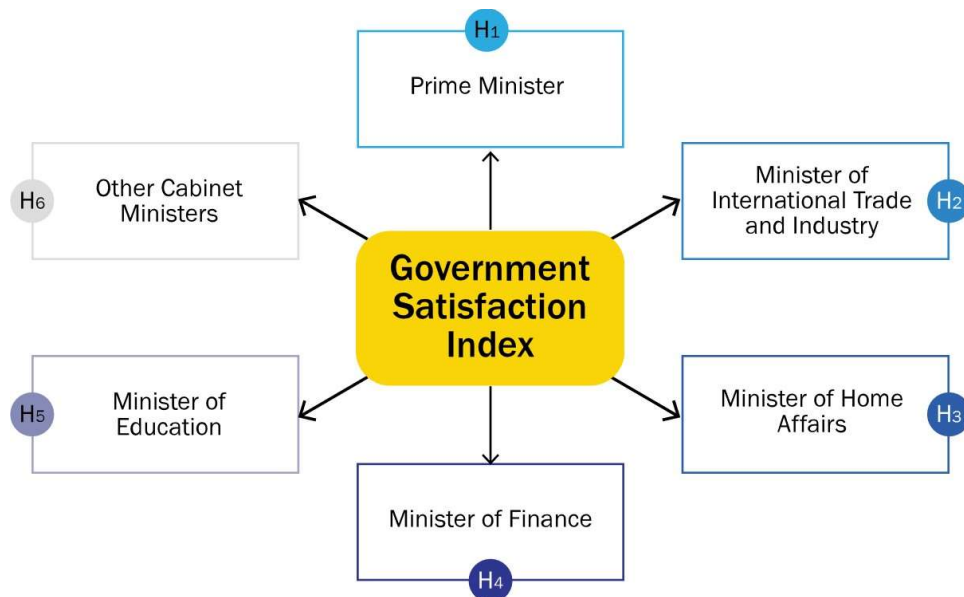 H1
Prime Minister
H6
Other Cabinet
Ministers
Minister of
International Trade
and Industry
H2
Government
Satisfaction
Index
H5
Minister of
Education
Minister of Home
Affairs
H3
Minister of Finance
H4